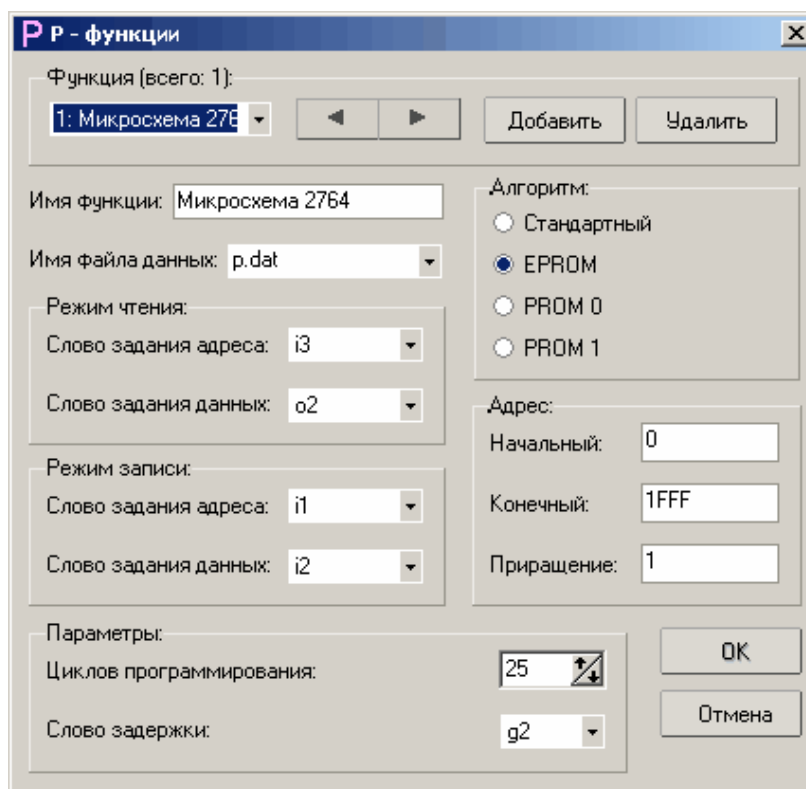 P P - функции
Функция (всего: 1):
1: Микросхема 276
Добавить
Удалить
Имя функции: Микросхема 2764
Имя файла данных: p.dat
Режим чтения:
Слово задания адреса: i3
Слово задания данных: o2
Режим записи:
Слово задания адреса: i1
Слово задания данных: i2
Алгоритм:
Стандартный
EPROM
PROM 0
PROM 1
Адрес:
Начальный: 0
Конечный: 1FFF
Приращение: 1
Параметры:
Циклов программирования: 25
Слово задержки: g2
OK
Отмена